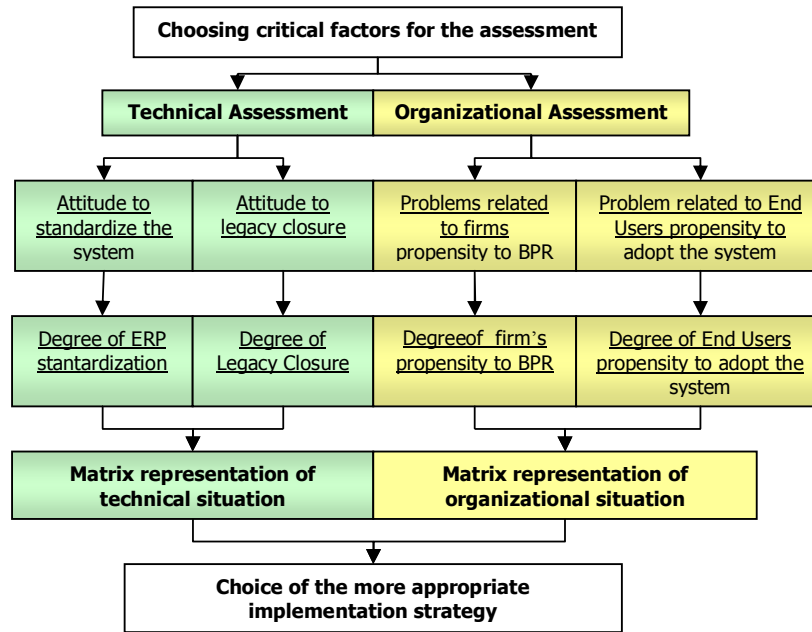 Choosing critical factors for the assessment
Technical Assessment
Organizational Assessment
Attitude to
standardize the
system
Attitude to
legacy closure
Problems related
to firms
propensity to BPR
Problem related to End
Users propensity to
adopt the system
Degree of ERP
stantardization
Degree of
Legacy Closure
Degreeof firm's
propensity to BPR
Degree of End Users
propensity to adopt the
system
Matrix representation of
technical situation
Matrix representation of
organizational situation
Choice of the more appropriate
implementation strategy